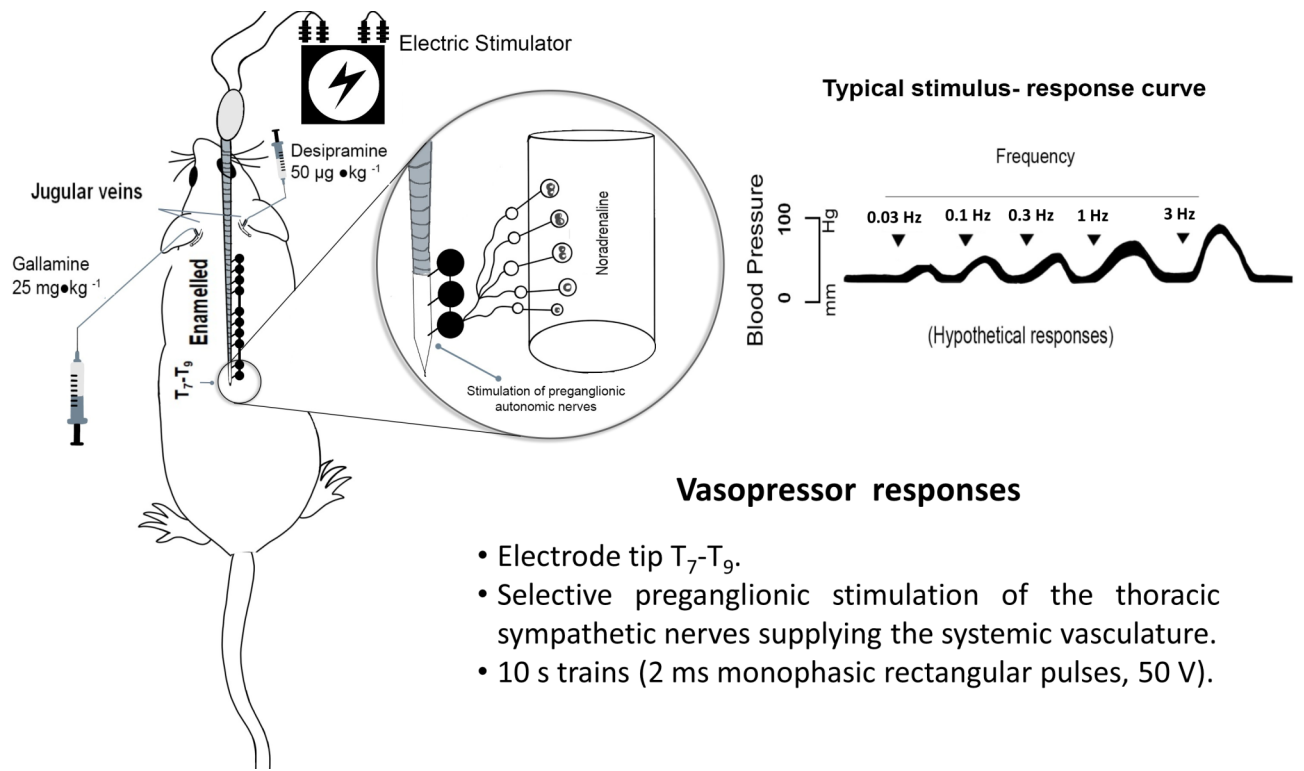 Electric Stimulator
Desipramine
50 µg ●kg -1
Jugular veins
Gallamine
25 mg●kg -1
Enamelled
T7-T9
Noradrenaline
Stimulation of preganglionic
autonomic nerves
Typical stimulus- response curve
Frequency
0.03 Hz 0.1 Hz 0.3 Hz 1 Hz 3 Hz
Blood Pressure
0 100
mm Hg
(Hypothetical responses)
Vasopressor responses
• Electrode tip T7-T9.
• Selective preganglionic stimulation of the thoracic
sympathetic nerves supplying the systemic vasculature.
• 10 s trains (2 ms monophasic rectangular pulses, 50 V).